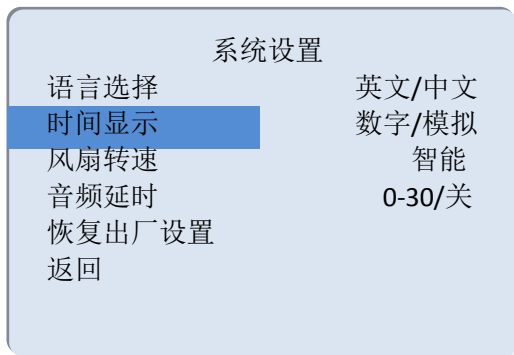 系统设置
语言选择 英文/中文
时间显示 数字/模拟
风扇转速 智能
音频延时 0-30/关
恢复出厂设置
返回